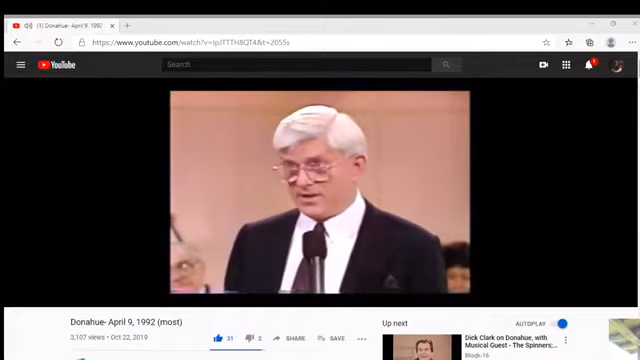 (1) Donahue- April 9, 1992
https://www.youtube.com/watch?v=IpJTTTH8QT4&t=2055s
YouTube
Search
1
Donahue- April 9, 1992 (most)
3,107 views • Oct 22, 2019
31
2
SHARE
SAVE
Up next
AUTOPLAY
Dick Clark on Donahue, with
Musical Guest - The Spinners;...
Bloqk-16